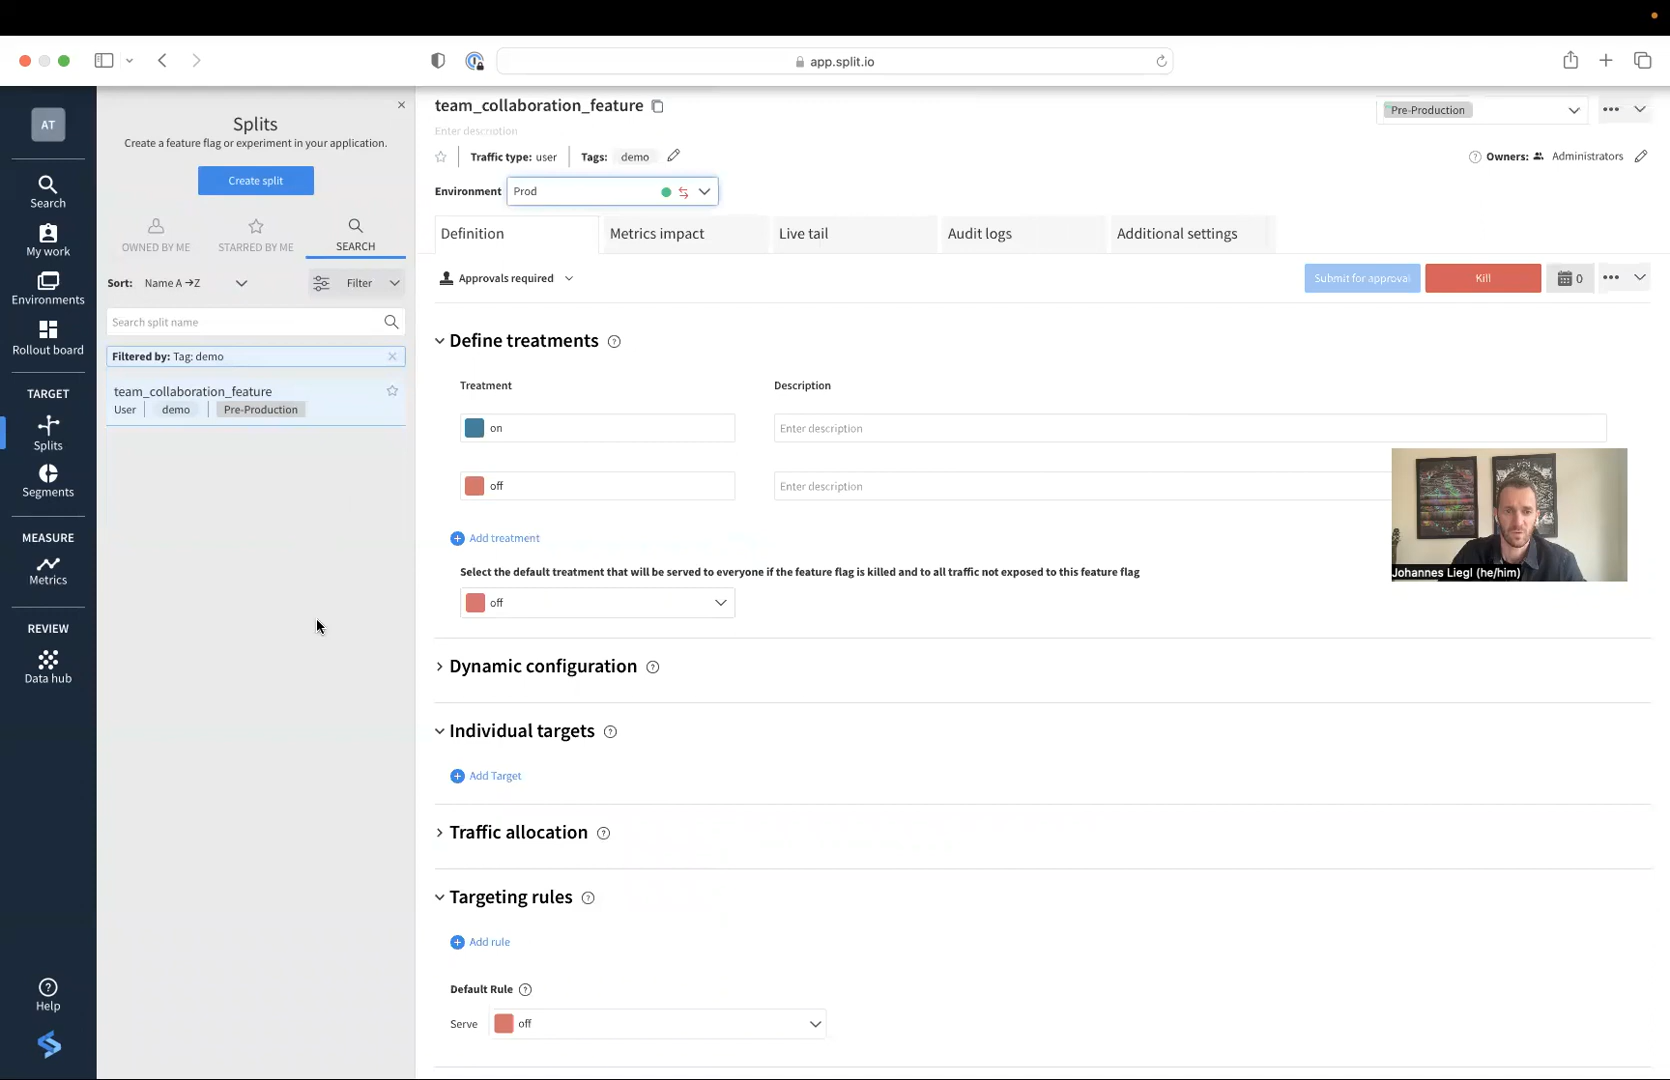 app.split.io
AT
Search
My work
Environments
Rollout board
TARGET
Splits
Segments
MEASURE
Metrics
REVIEW
Data hub
Help
Splits
Create a feature flag or experiment in your application.
Create split
OWNED BY ME
STARRED BY ME
SEARCH
Sort: Name A→Z
Filter
Search split name
Filtered by: Tag: demo
team_collaboration_feature
User demo Pre-Production
team_collaboration_feature
Enter description
Pre-Production
Traffic type: user Tags: demo
Owners: Administrators
Environment Prod
Definition Metrics impact Live tail Audit logs Additional settings
Approvals required
Submit for approval Kill 0
Define treatments
Treatment Description
on Enter description
off Enter description
Johannes Liegl (he/him)
Add treatment
Select the default treatment that will be served to everyone if the feature flag is killed and to all traffic not exposed to this feature flag
off
Dynamic configuration
Individual targets
Add Target
Traffic allocation
Targeting rules
Add rule
Default Rule
Serve off